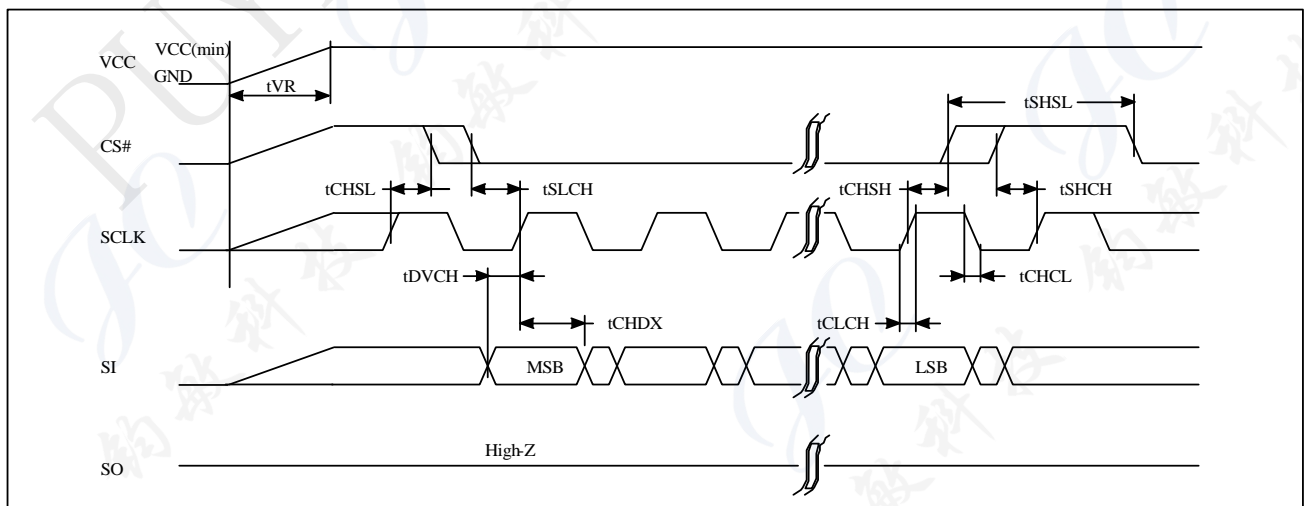 PUY
VCC
VCC(min)
GND
tVR
tSHSL
CS#
tCHSL
tSLCH
tCHSH
tSHCH
SCLK
tDVCH
tCHCL
tCHDX
tCLCH
SI
MSB
LSB
High-Z
SO